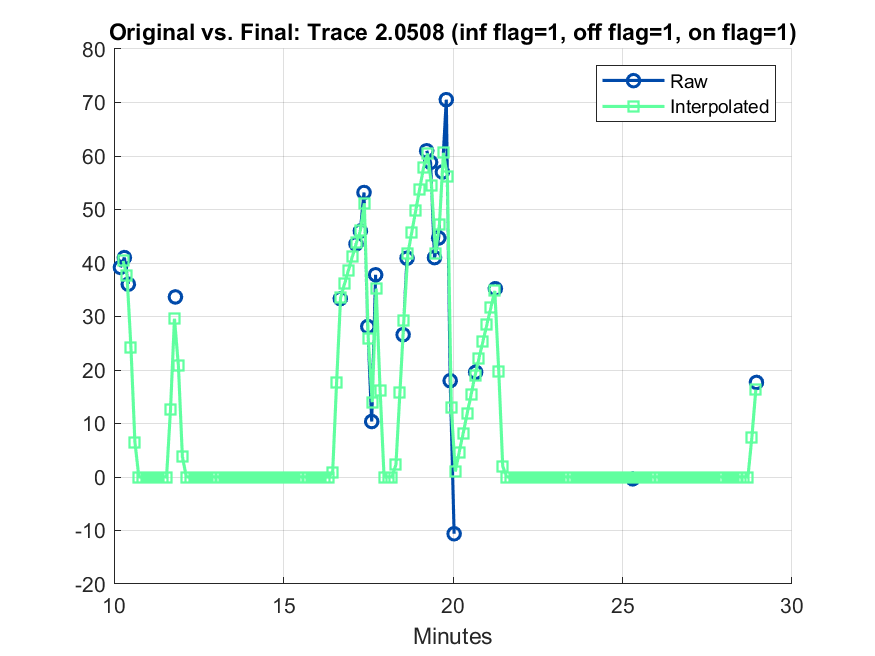 Original vs. Final: Trace 2.0508 (inf flag=1, off flag=1, on flag=1)
80
70
60
50
40
30
20
10
0
-10
-20
Raw
Interpolated
10 15 20 25 30
Minutes